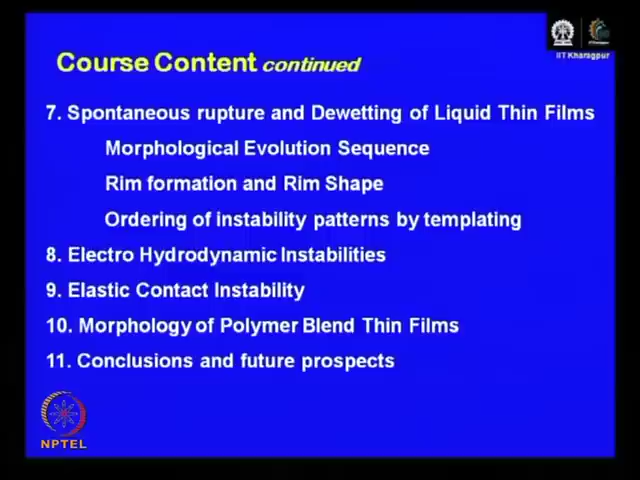 IIT Kharagpur
Course Content continued
7. Spontaneous rupture and Dewetting of Liquid Thin Films
Morphological Evolution Sequence
Rim formation and Rim Shape
Ordering of instability patterns by templating
8. Electro Hydrodynamic Instabilities
9. Elastic Contact Instability
10. Morphology of Polymer Blend Thin Films
11. Conclusions and future prospects
NPTEL